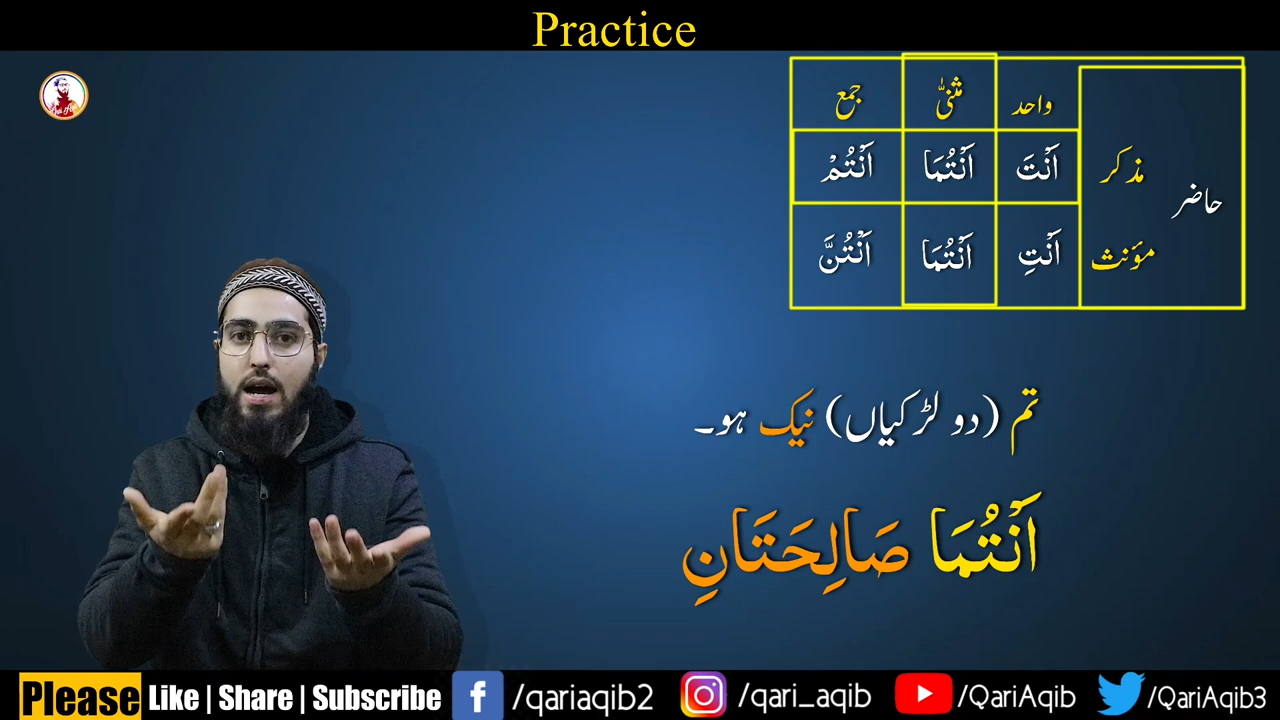 Practice
واحد مثنیّٰ جمع
حاضر
مذکر اَنْتَ اَنْتُمَا اَنْتُمْ
مؤنث اَنْتِ اَنْتُمَا اَنْتُنَّ
تم (دو لڑکیاں) نیک ہو۔
اَنْتُمَا صَالِحَتَانِ
Please Like | Share | Subscribe /qariaqib2 /qari_aqib /QariAqib /QariAqib3